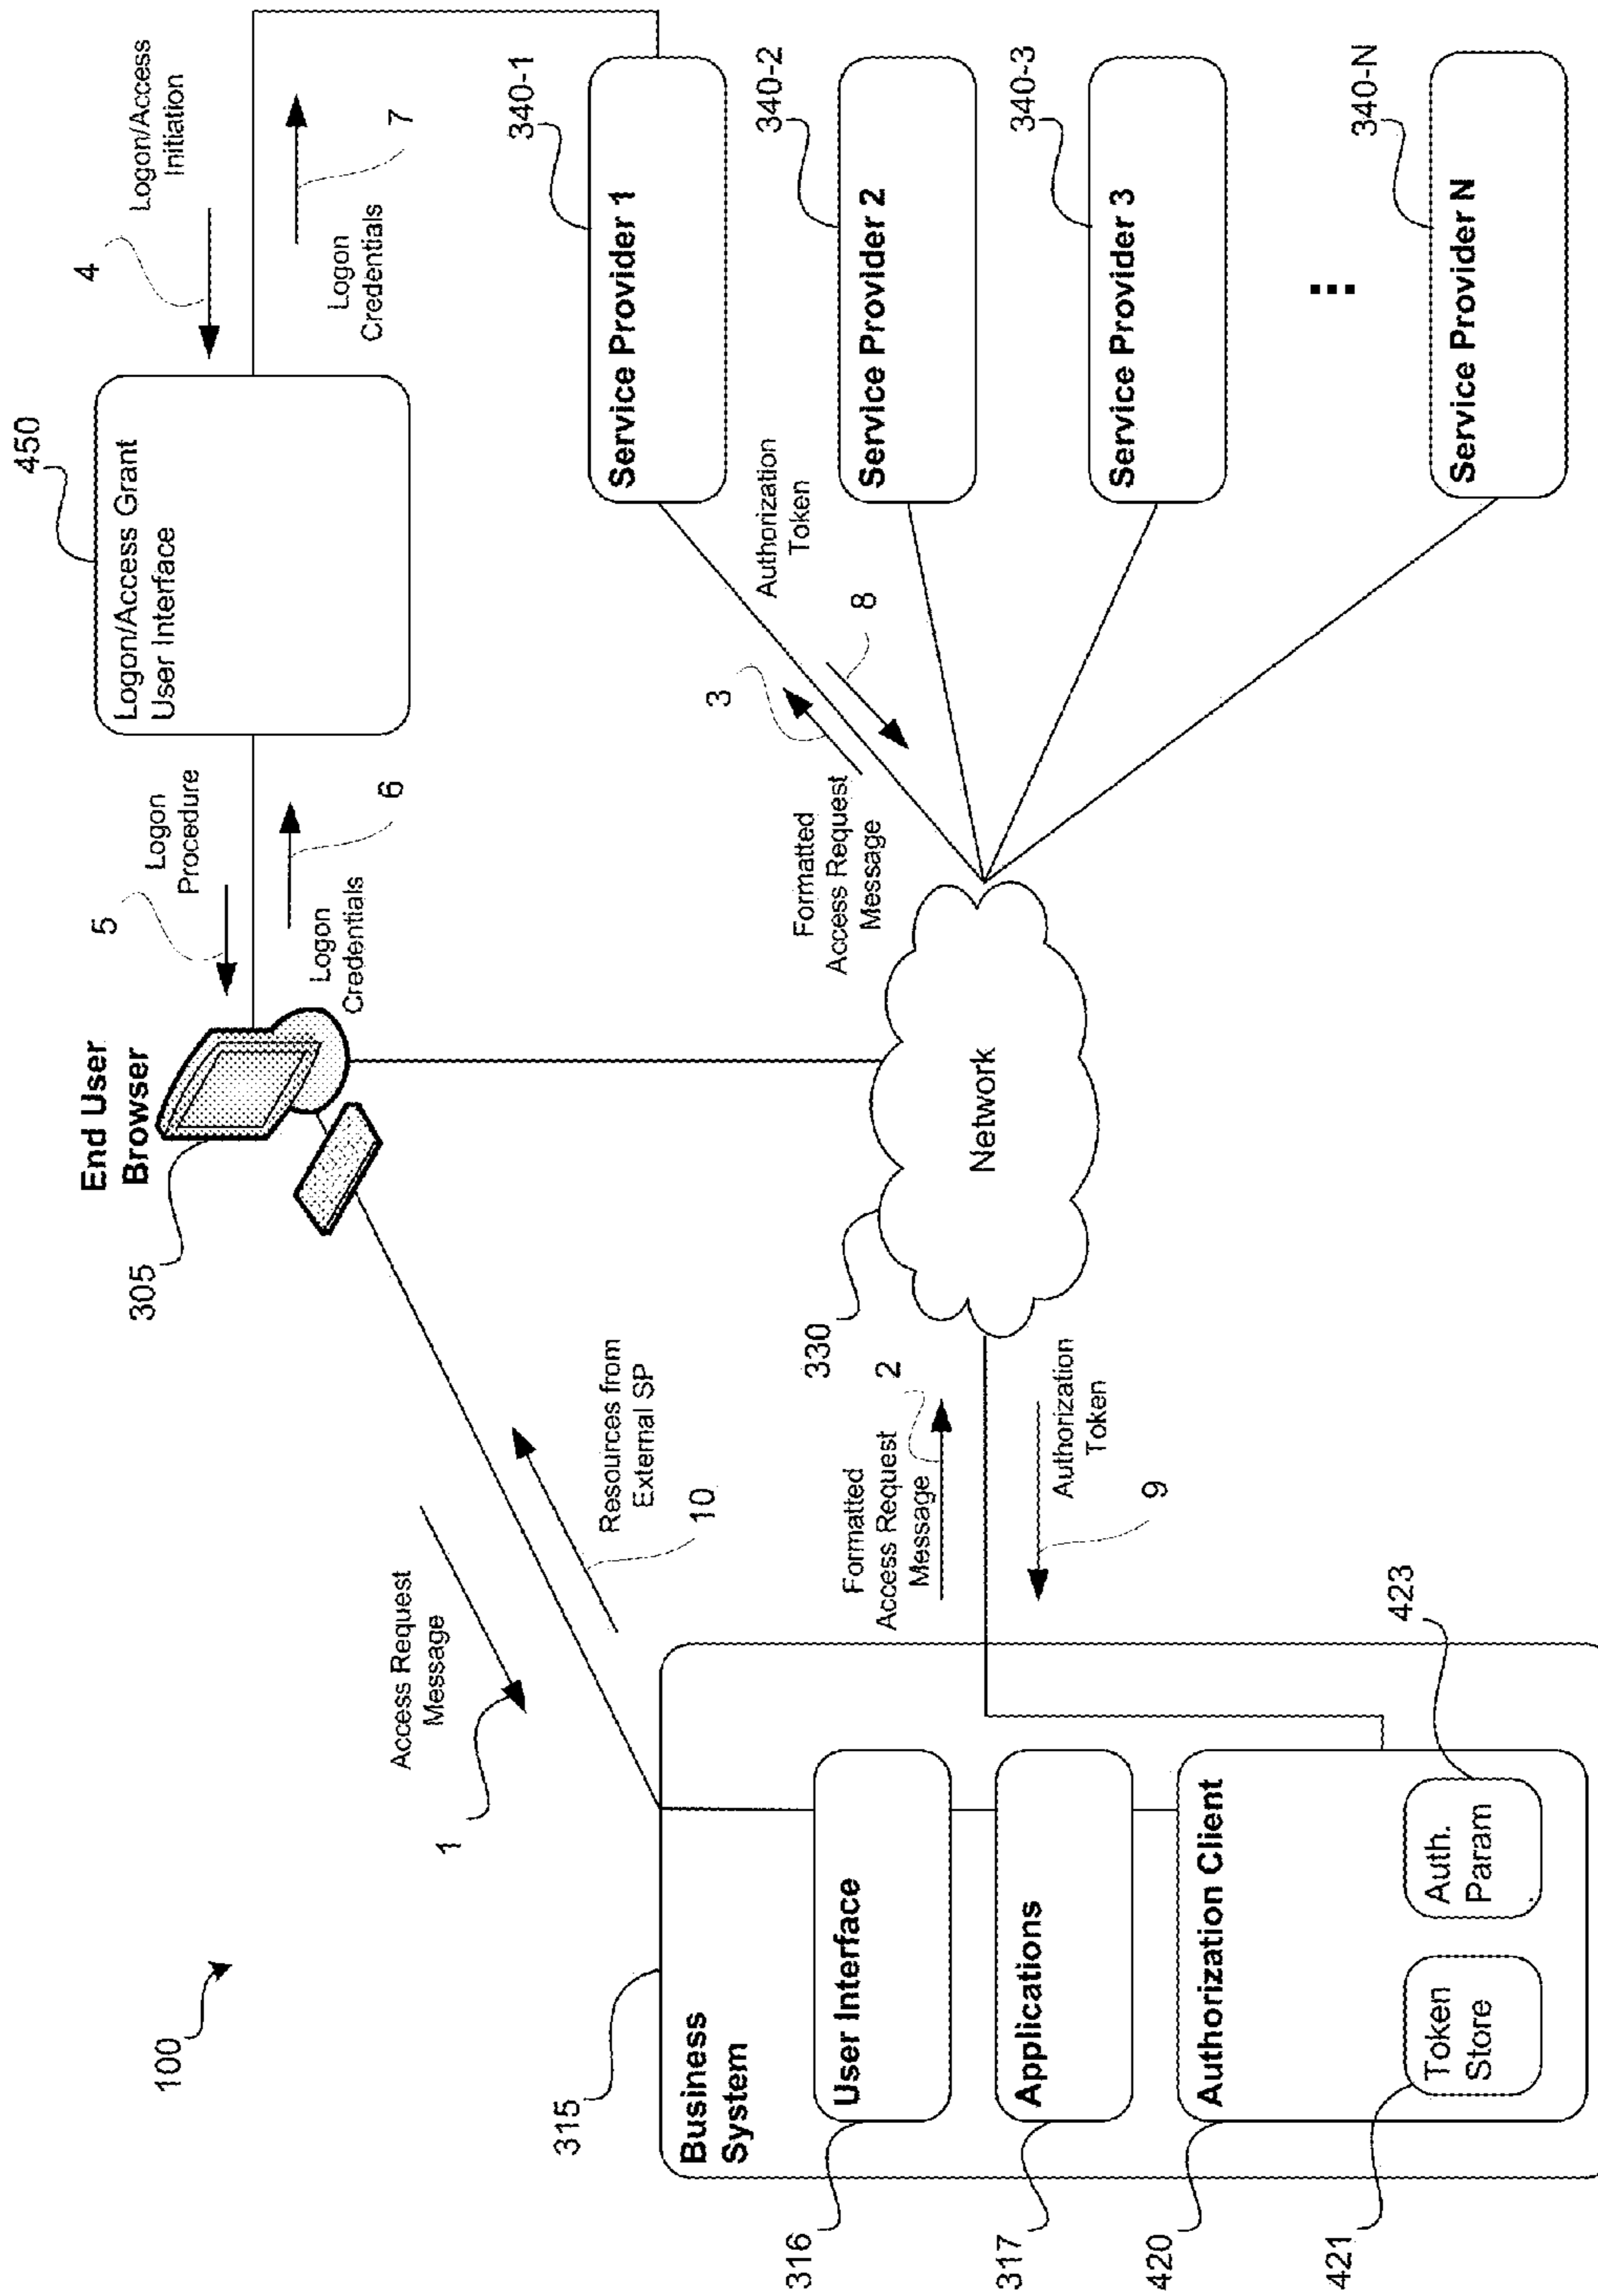 100
End User
Browser
305
450
Logon/Access Grant
User Interface
5
Logon
Procedure
Logon
Credentials
6
4
Logon/Access
Initiation
Logon
Credentials
7
Access Request
Message
1
Resources from
External SP
10
315
Business
System
316
User Interface
317
Applications
420
Authorization Client
421
Token
Store
423
Auth.
Param
Formatted
Access Request
Message
2
Authorization
Token
9
330
Network
Formatted
Access Request
Message
3
Authorization
Token
8
340-1
Service Provider 1
340-2
Service Provider 2
340-3
Service Provider 3
340-N
Service Provider N